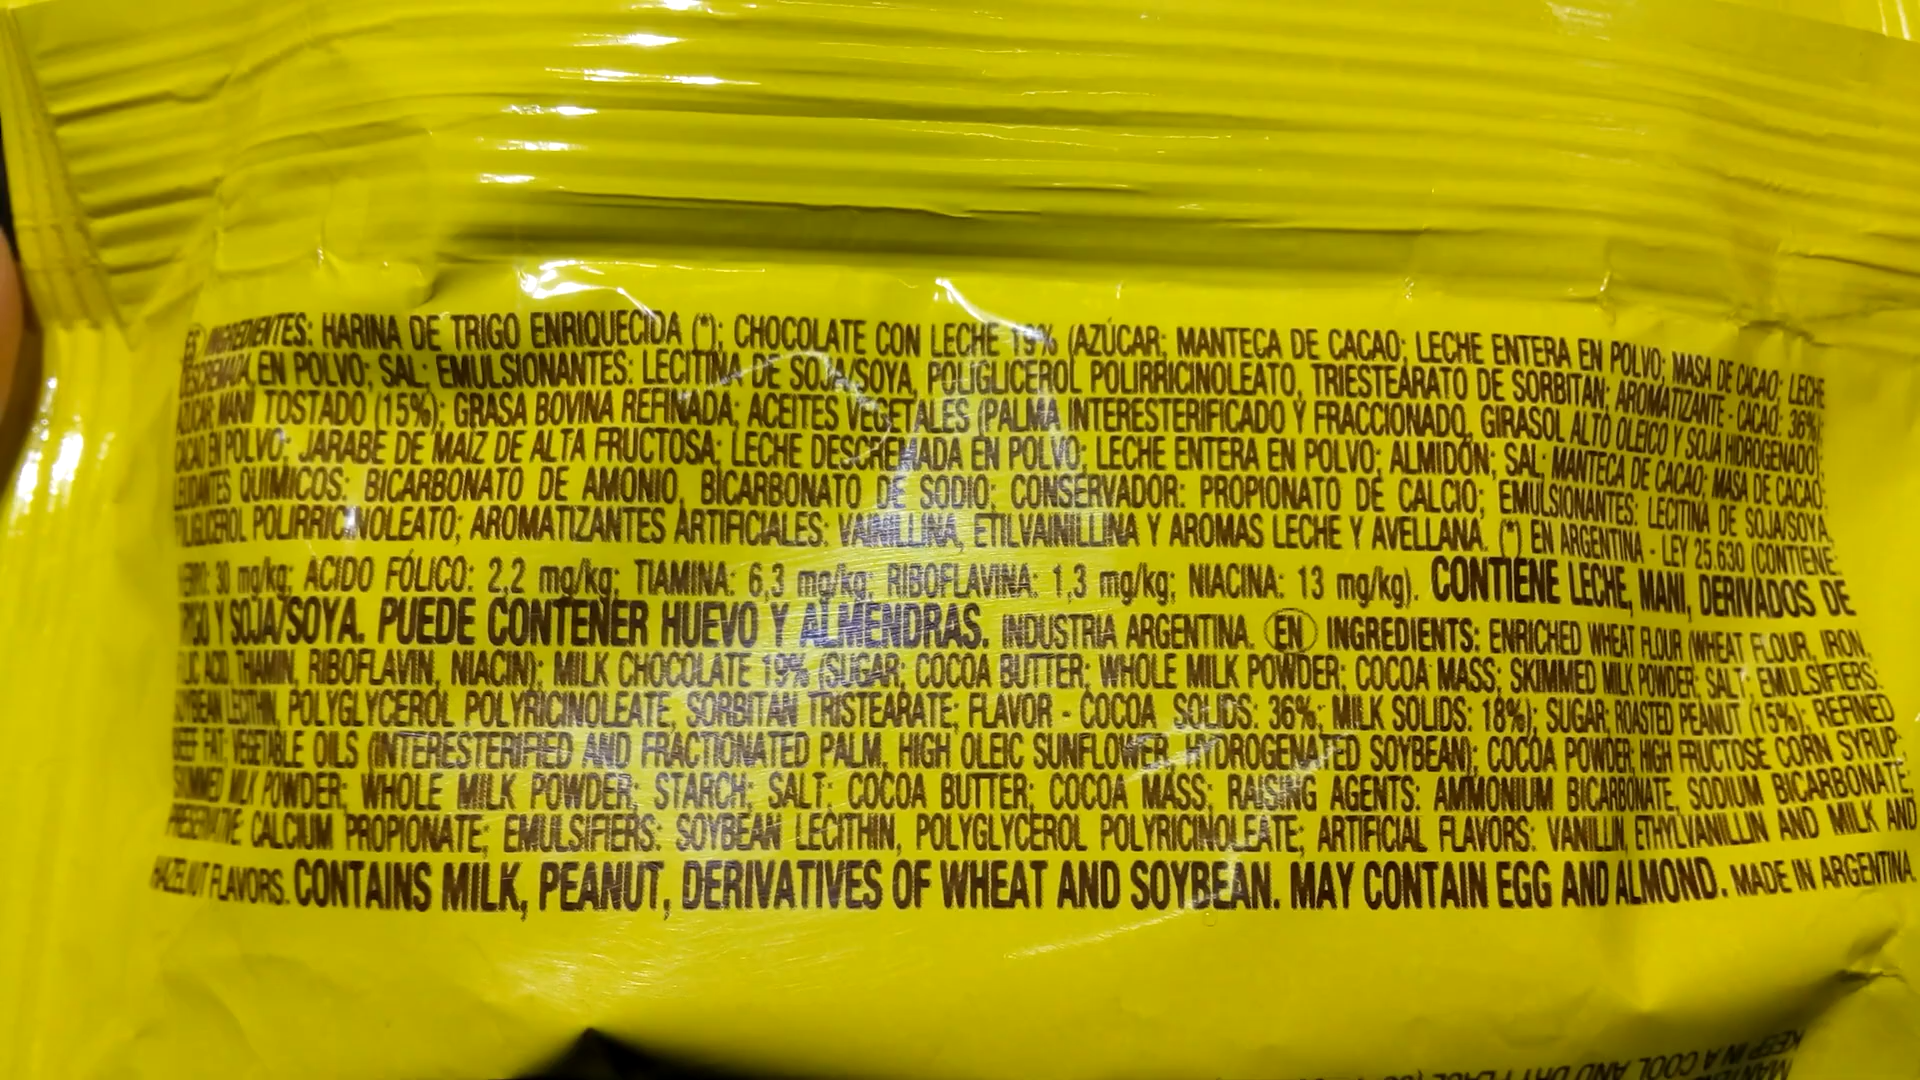 ES INGREDIENTES: HARINA DE TRIGO ENRIQUECIDA (*); CHOCOLATE CON LECHE 19% (AZÚCAR; MANTECA DE CACAO; LECHE ENTERA EN POLVO; MASA DE CACAO; LECHE
DESCREMADA EN POLVO; SAL; EMULSIONANTES: LECITINA DE SOJA/SOYA, POLIGLICEROL POLIRRICINOLEATO, TRIESTEARATO DE SORBITAN; AROMATIZANTE - CACAO: 36%;
AZÚCAR; MANÍ TOSTADO (15%); GRASA BOVINA REFINADA; ACEITES VEGETALES (PALMA INTERESTERIFICADO Y FRACCIONADO, GIRASOL ALTO OLEICO Y SOJA HIDROGENADO);
CACAO EN POLVO; JARABE DE MAÍZ DE ALTA FRUCTOSA; LECHE DESCREMADA EN POLVO; LECHE ENTERA EN POLVO; ALMIDÓN; SAL; MANTECA DE CACAO; MASA DE CACAO;
LEUDANTES QUÍMICOS: BICARBONATO DE AMONIO, BICARBONATO DE SODIO; CONSERVADOR: PROPIONATO DE CALCIO; EMULSIONANTES: LECITINA DE SOJA/SOYA,
POLIGLICEROL POLIRRICINOLEATO; AROMATIZANTES ARTIFICIALES: VAINILLINA, ETILVAINILLINA Y AROMAS LECHE Y AVELLANA. (*) EN ARGENTINA - LEY 25.630 (CONTIENE:
HIERRO: 30 mg/kg; ÁCIDO FÓLICO: 2,2 mg/kg; TIAMINA: 6,3 mg/kg; RIBOFLAVINA: 1,3 mg/kg; NIACINA: 13 mg/kg). CONTIENE LECHE, MANÍ, DERIVADOS DE
TRIGO Y SOJA/SOYA. PUEDE CONTENER HUEVO Y ALMENDRAS. INDUSTRIA ARGENTINA. EN INGREDIENTS: ENRICHED WHEAT FLOUR (WHEAT FLOUR, IRON,
FOLIC ACID, THIAMIN, RIBOFLAVIN, NIACIN); MILK CHOCOLATE 19% (SUGAR; COCOA BUTTER; WHOLE MILK POWDER; COCOA MASS; SKIMMED MILK POWDER; SALT; EMULSIFIERS:
SOYBEAN LECITHIN, POLYGLYCEROL POLYRICINOLEATE, SORBITAN TRISTEARATE; FLAVOR - COCOA SOLIDS: 36%; MILK SOLIDS: 18%); SUGAR; ROASTED PEANUT (15%); REFINED
BEEF FAT; VEGETABLE OILS (INTERESTERIFIED AND FRACTIONATED PALM, HIGH OLEIC SUNFLOWER, HYDROGENATED SOYBEAN); COCOA POWDER; HIGH FRUCTOSE CORN SYRUP;
SKIMMED MILK POWDER; WHOLE MILK POWDER; STARCH; SALT; COCOA BUTTER; COCOA MASS; RAISING AGENTS: AMMONIUM BICARBONATE, SODIUM BICARBONATE;
PRESERVATIVE CALCIUM PROPIONATE; EMULSIFIERS: SOYBEAN LECITHIN, POLYGLYCEROL POLYRICINOLEATE; ARTIFICIAL FLAVORS: VANILLIN, ETHYLVANILLIN AND MILK AND
HAZELNUT FLAVORS. CONTAINS MILK, PEANUT, DERIVATIVES OF WHEAT AND SOYBEAN. MAY CONTAIN EGG AND ALMOND. MADE IN ARGENTINA.
KEEP IN A COOL AND DRY PLACE